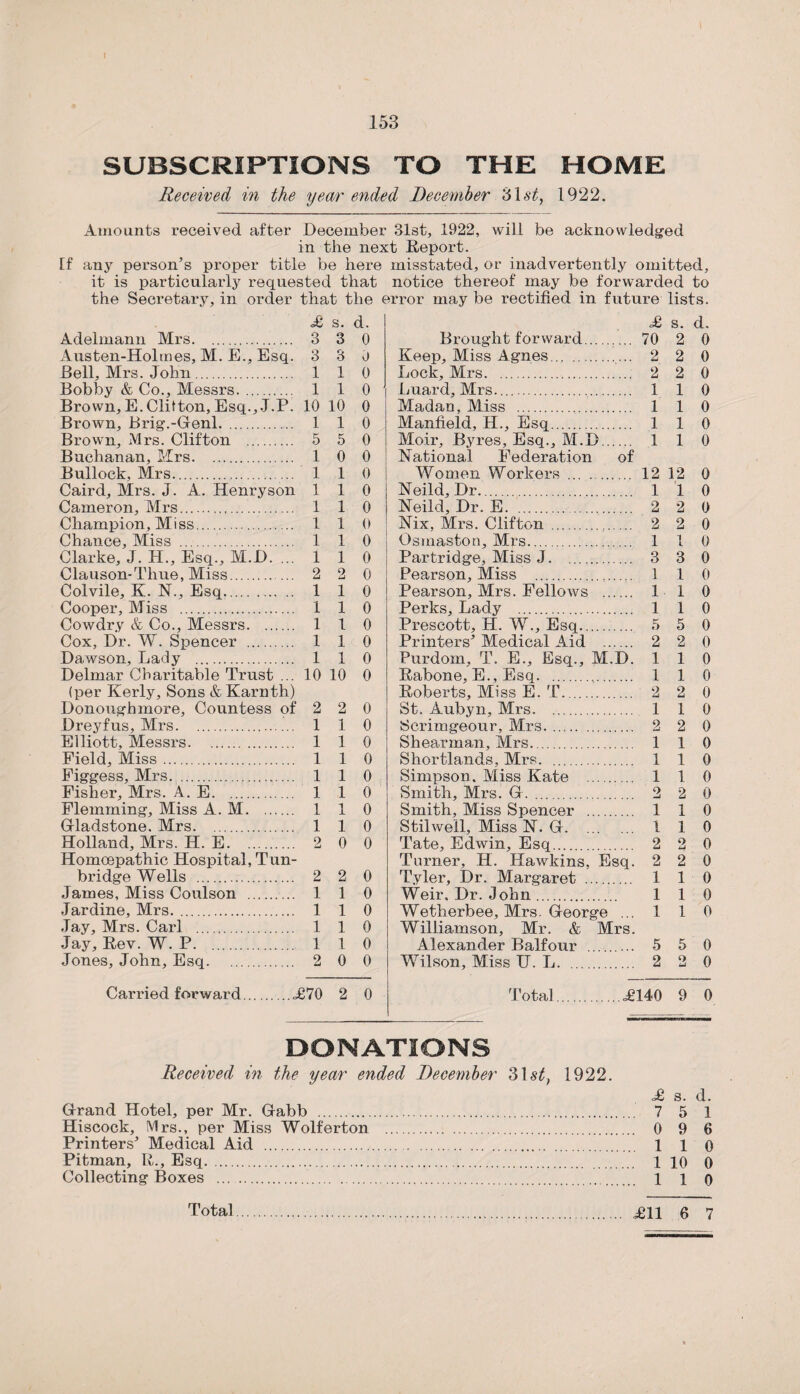 153
SUBSCRIPTIONS TO THE HOME
Received in the year ended December 31st, 1922.
Amounts received after December 31st, 1922, will be acknowledged
in the next Report.
If any person's proper title be here misstated, or inadvertently omitted,
it is particularly requested that notice thereof may be forwarded to
the Secretary, in order that the error may be rectified in future lists.
£ s. d.
Adelmann Mrs. .................. 3 3 0
Austen-Holmes, M. E., Esq. 3 3 0
Bell, Mrs. John .................. 1 1 0
Bobby & Co., Messrs. ......... 1 1 0
Brown, E. Clifton, Esq., J.P. 10 10 0
Brown, Brig.-Genl. ............ 1 1 0
Brown, Mrs. Clifton ......... 5 5 0
Buchanan, Mrs. ............... 1 0 0
Bullock, Mrs. .................. 1 1 0
Caird, Mrs. J. A. Henryson 1 1 0
Cameron, Mrs. .................. 1 1 0
Champion, Miss .................. 1 1 0
Chance, Miss ..................... 1 1 0
Clarke, J. H., Esq., M.D. ... 1 1 0
Clauson-Thue, Miss ............ 2 2 0
Colvile, K. N., Esq. ............ 1 1 0
Cooper, Miss ..................... 1 1 0
Cowdry & Co., Messrs. ...... 1 1 0
Cox, Dr. W. Spencer ......... 1 1 0
Dawson, Lady .................. 1 1 0
Delmar Charitable Trust ... 10 10 0
(per Kerly, Sons & Karnth)
Donoughmore, Countess of 2 2 0
Dreyfus, Mrs. .................. 1 1 0
Elliott, Messrs. .................. 1 1 0
Field, Miss ........................ 1 1 0
Figgess, Mrs. ..................... 1 1 0
Fisher, Mrs. A. E. ............ 1 1 0
Flemming, Miss A. M. ...... 1 1 0
Gladstone. Mrs. ............... 1 1 0
Holland, Mrs. H. E. ......... 2 0 0
Homœpathic Hospital, Tun-
bridge Wells .................. 2 2 0
James, Miss Coulson ......... 1 1 0
Jardine, Mrs. ..................... 1 1 0
Jay, Mrs. Carl .................. 1 1 0
Jay, Rev. W. P. ............... 1 1 0
Jones, John, Esq. ............ 2 0 0
Carried forward .........£70 2 0
£ s. d.
Brought forward ......... 70 2 0
Keep, Miss Agnes ............... 2 2 0
Lock, Mrs. ........................ 2 2 0
Luard, Mrs. ..................... 1 1 0
Madan, Miss ..................... 1 1 0
Manfield, H., Esq. ............ 1 1 0
Moir, Byres, Esq., M.D. ...... 1 1 0
National Federation of
Women Workers ............ 12 12 0
Neild, Dr. ........................ 1 1 0
Neild, Dr. E. ..................... 2 2 0
Nix, Mrs. Clifton ............... 2 2 0
Osmaston, Mrs. .................. 1 1 0
Partridge, Miss J. ............ 3 3 0
Pearson, Miss .................. 1 1 0
Pearson, Mrs. Fellows ...... 1 1 0
Perks, Lady ..................... 1 1 0
Prescott, H. W., Esq. ......... 5 5 0
Printers' Medical Aid ...... 2 2 0
Purdom, T. E., Esq., M.D. 1 1 0
Rabone, E., Esq. ............... 1 1 0
Roberts, Miss E. T. ............ 2 2 0
St. Aubyn, Mrs. ............... 1 1 0
Scrimgeour, Mrs. ............... 2 2 0
Shearman, Mrs. ............... 1 1 0
Shortlands, Mrs. ............... 1 1 0
Simpson, Miss Kate ......... 1 1 0
Smith, Mrs. G. .................. 2 2 0
Smith, Miss Spencer ......... 1 1 0
Stilwell, Miss N. G. ......... 1 1 0
Tate, Edwin, Esq. ............ 2 2 0
Turner, H. Hawkins, Esq. 2 2 0
Tyler, Dr. Margaret ......... 1 1 0
Weir, Dr. John .................. 1 1 0
Wetherbee, Mrs. George ... 1 1 0
Williamson, Mr. & Mrs.
Alexander Balfour ......... 5 5 0
Wilson, Miss U. L. ............ 2 2 0
Total ............£140 9 0
DONATIONS
Received in the year ended December 31st, 1922.
£ s. d.
Grand Hotel, per Mr. Gabb .................. 7 5 1
Hiscock, Mrs., per Miss Wolferton .................. 0 9 6
Printers' Medical Aid .................. 1 1 0
Pitman, R., Esq. .................. 1 10 0
Collecting Boxes .................. 1 1 0
Total .................. £11 6 7